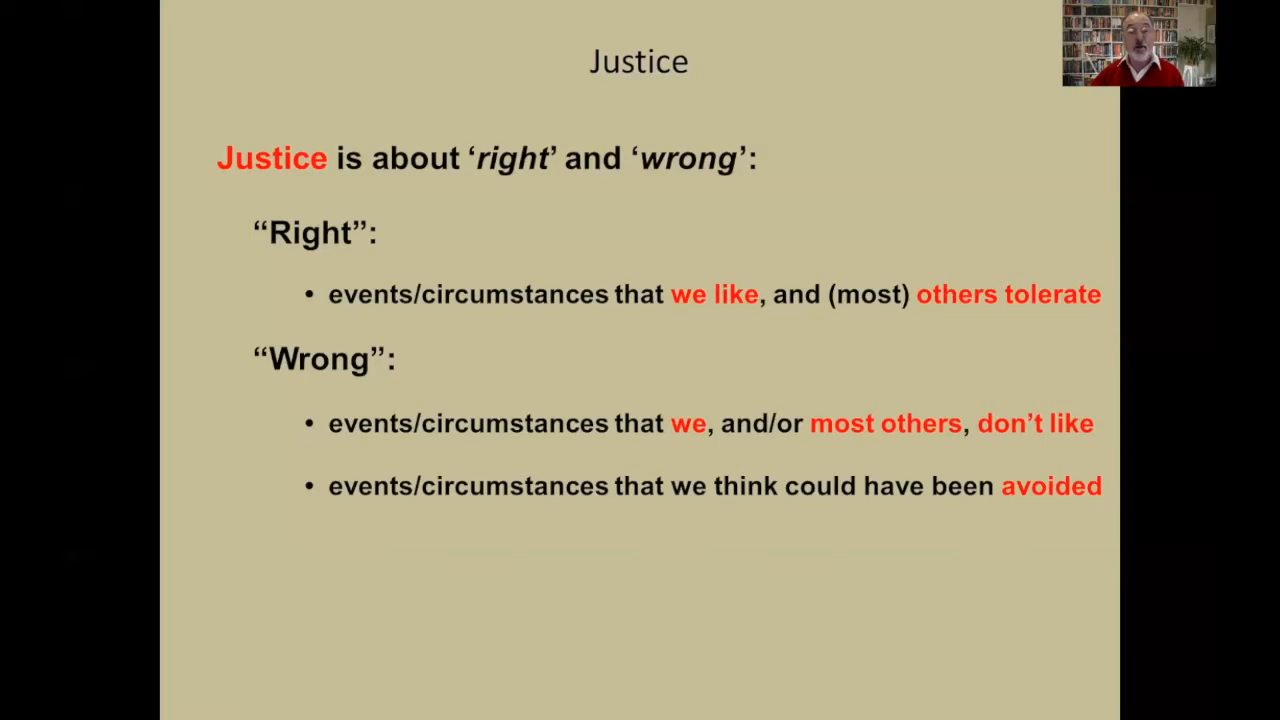 Justice
Justice is about ‘right’ and ‘wrong’:
“Right”:
• events/circumstances that we like, and (most) others tolerate
“Wrong”:
• events/circumstances that we, and/or most others, don’t like
• events/circumstances that we think could have been avoided